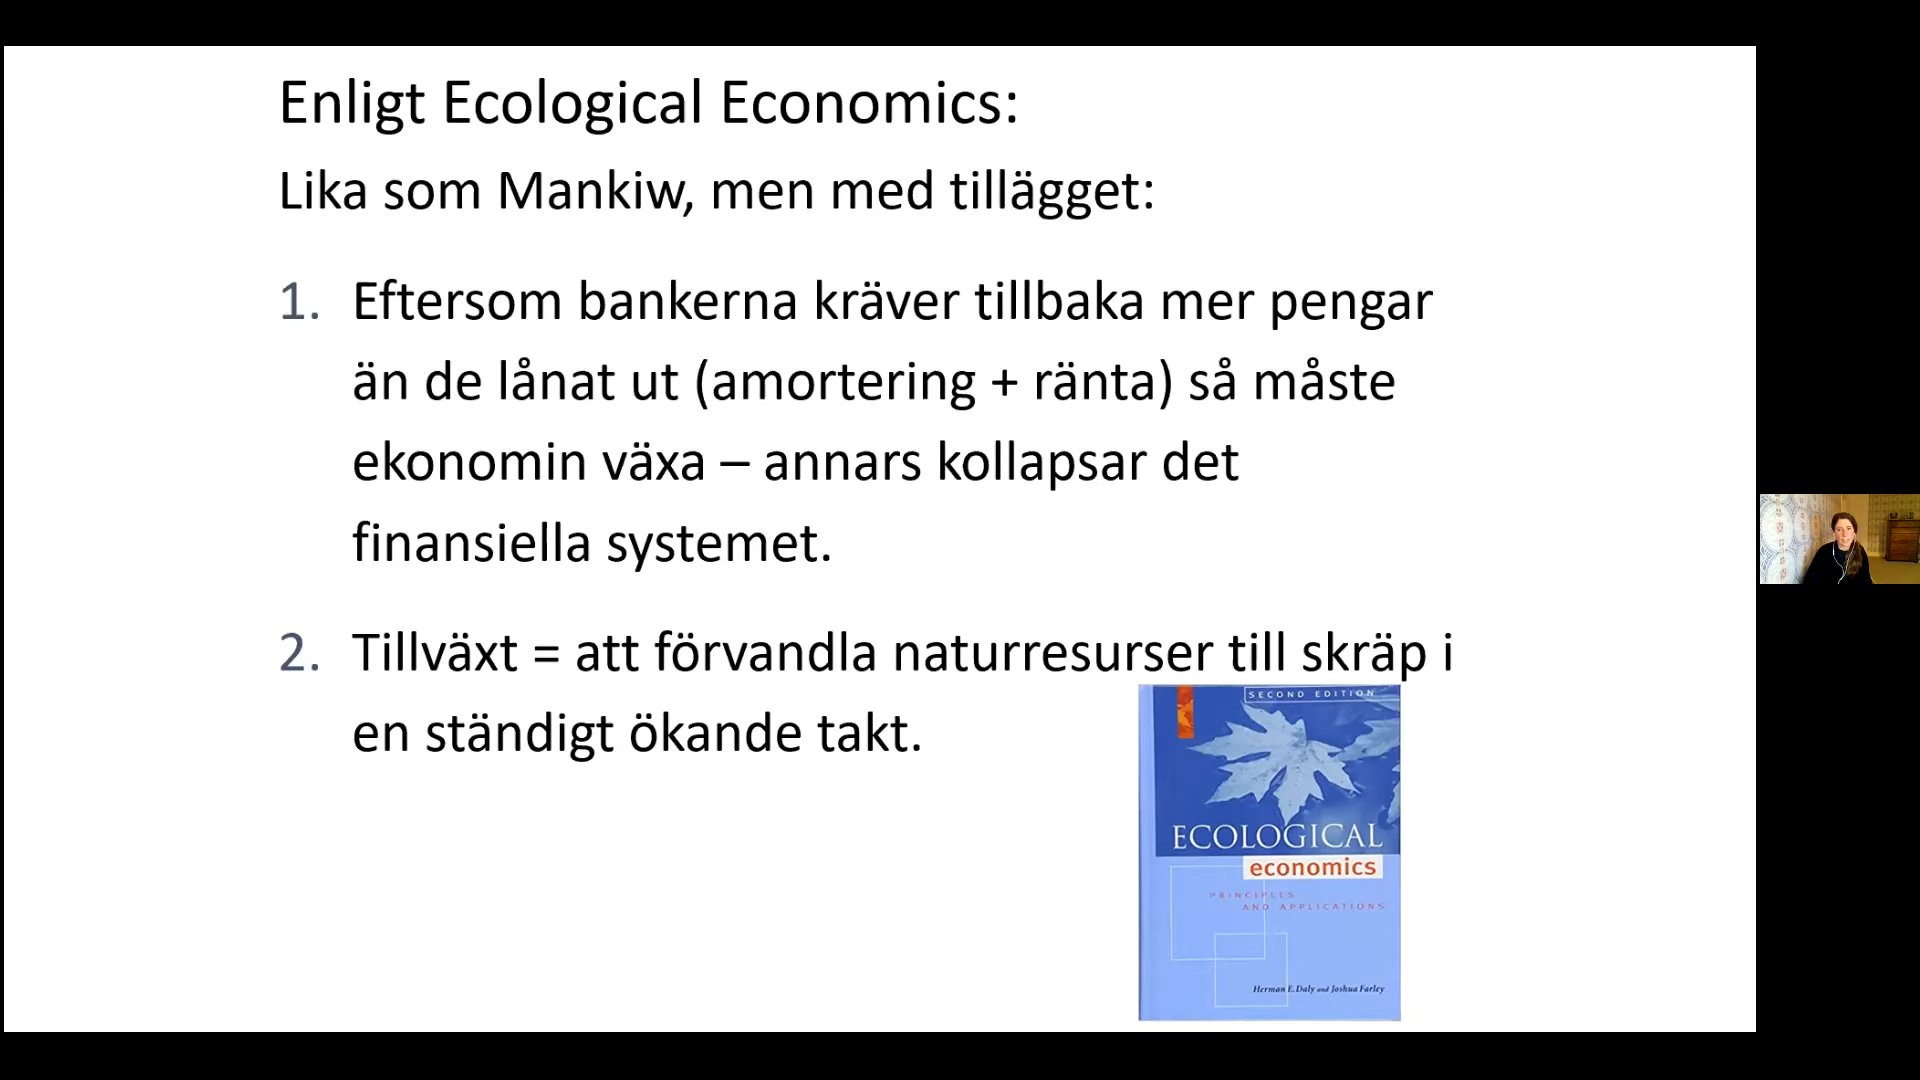 Enligt Ecological Economics:
Lika som Mankiw, men med tillägget:
1. Eftersom bankerna kräver tillbaka mer pengar
än de lånat ut (amortering + ränta) så måste
ekonomin växa – annars kollapsar det
finansiella systemet.
2. Tillväxt = att förvandla naturresurser till skräp i
en ständigt ökande takt.
SECOND EDITION
ECOLOGICAL
economics
PRINCIPLES
AND APPLICATIONS
Herman E. Daly and Joshua Farley